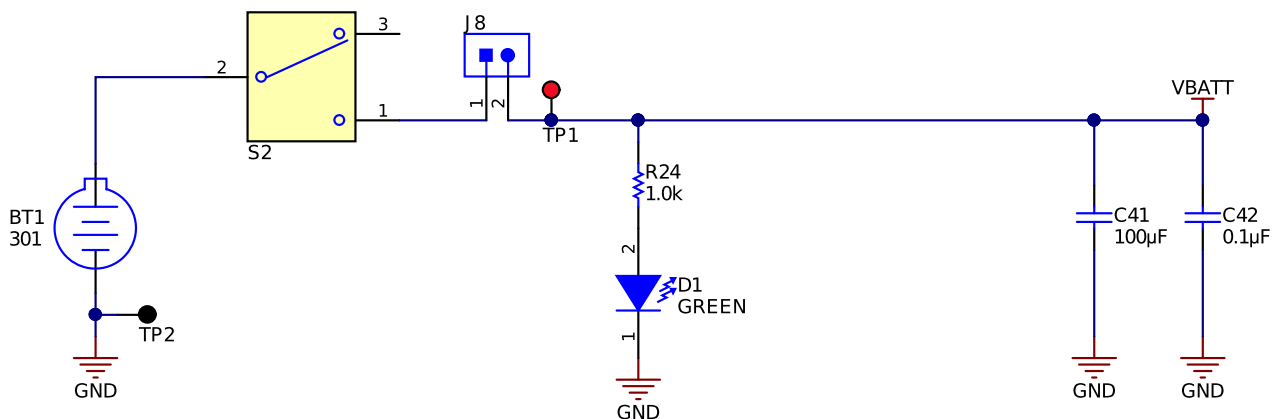 J8
3
2
1
S2
1
2
TP1
VBATT
BT1
301
R24
1.0k
C41
100µF
C42
0.1µF
2
D1
GREEN
1
TP2
GND
GND
GND
GND